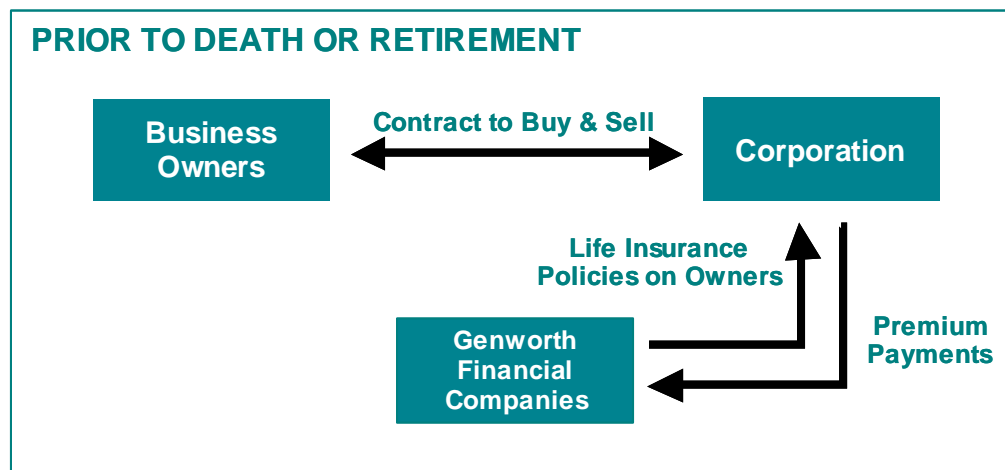 PRIOR TO DEATH OR RETIREMENT
Business
Owners
Contract to Buy & Sell
Corporation
Life Insurance
Policies on Owners
Premium
Payments
Genworth
Financial
Companies